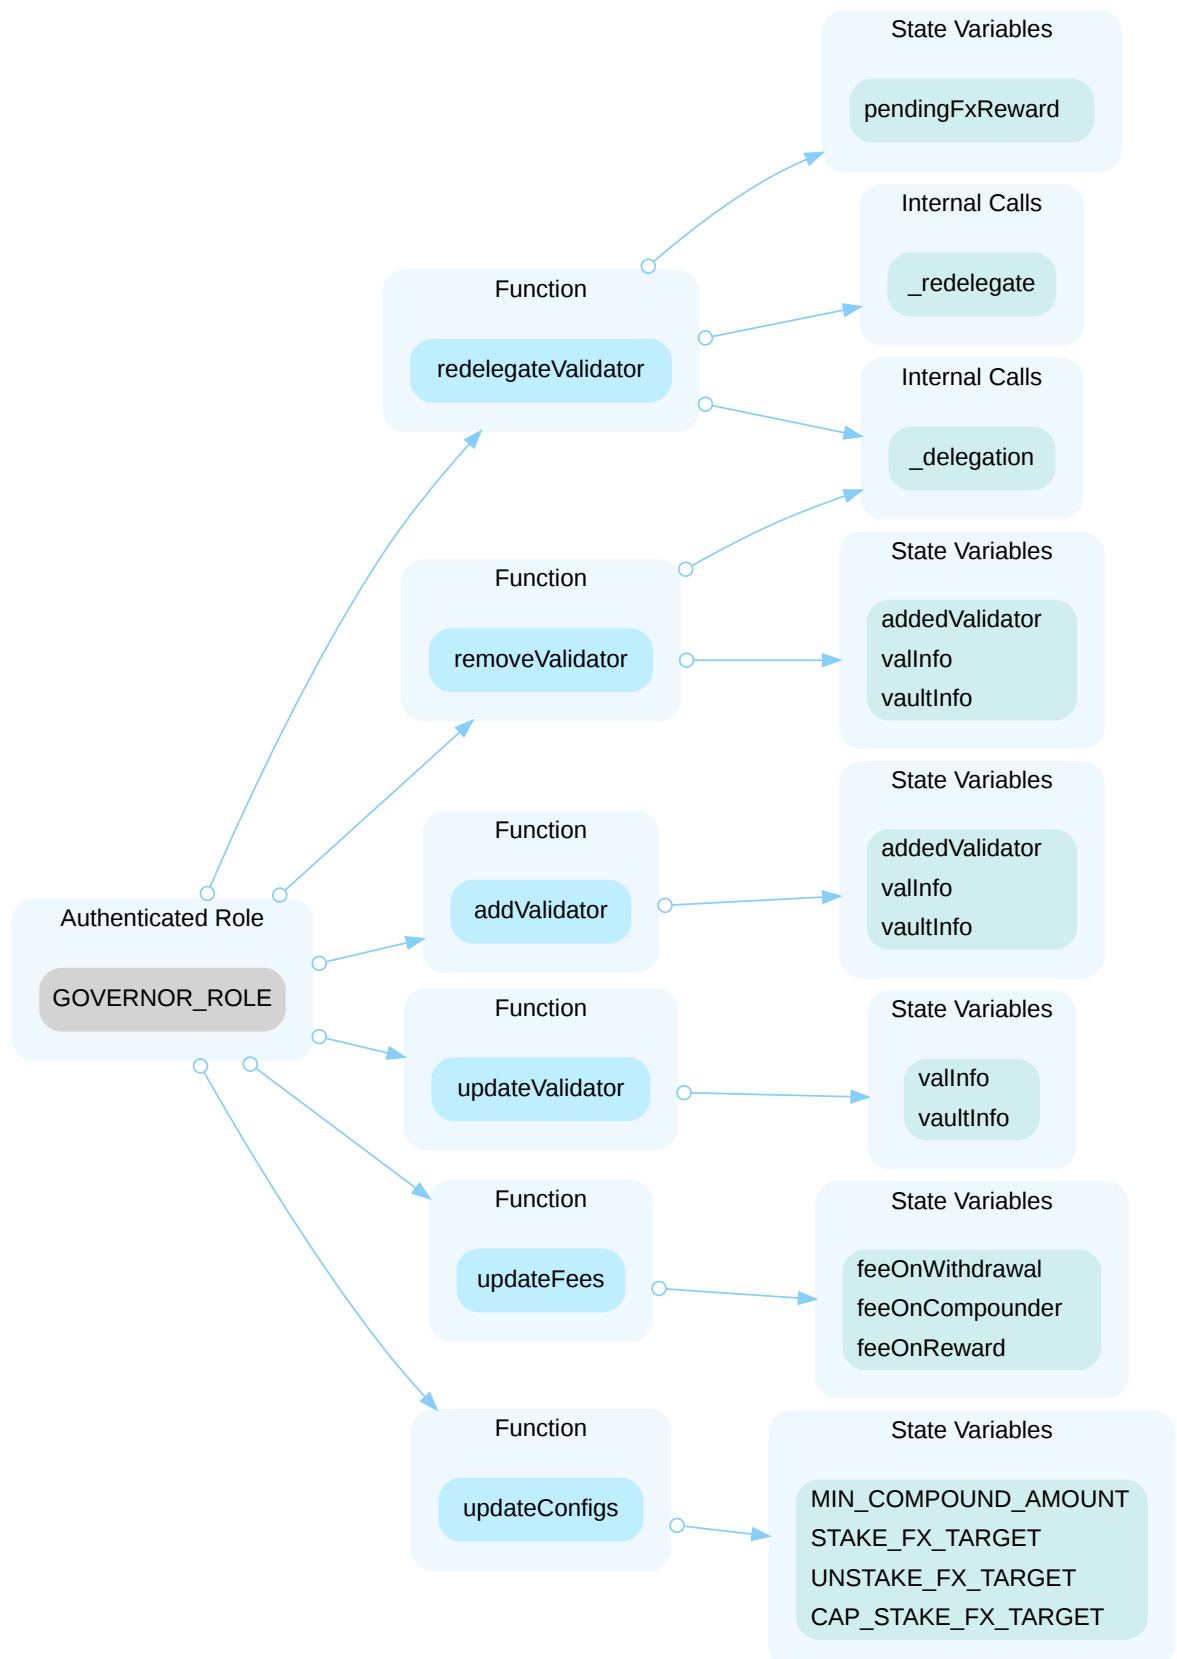 State Variables
pendingFxReward
Internal Calls
_redelegate
Function
redelegateValidator
Internal Calls
_delegation
Function
removeValidator
State Variables
addedValidator
valInfo
vaultInfo
State Variables
addedValidator
valInfo
vaultInfo
Function
addValidator
Authenticated Role
GOVERNOR_ROLE
Function
updateValidator
State Variables
valInfo
vaultInfo
Function
updateFees
State Variables
feeOnWithdrawal
feeOnCompounder
feeOnReward
Function
updateConfigs
State Variables
MIN_COMPOUND_AMOUNT
STAKE_FX_TARGET
UNSTAKE_FX_TARGET
CAP_STAKE_FX_TARGET